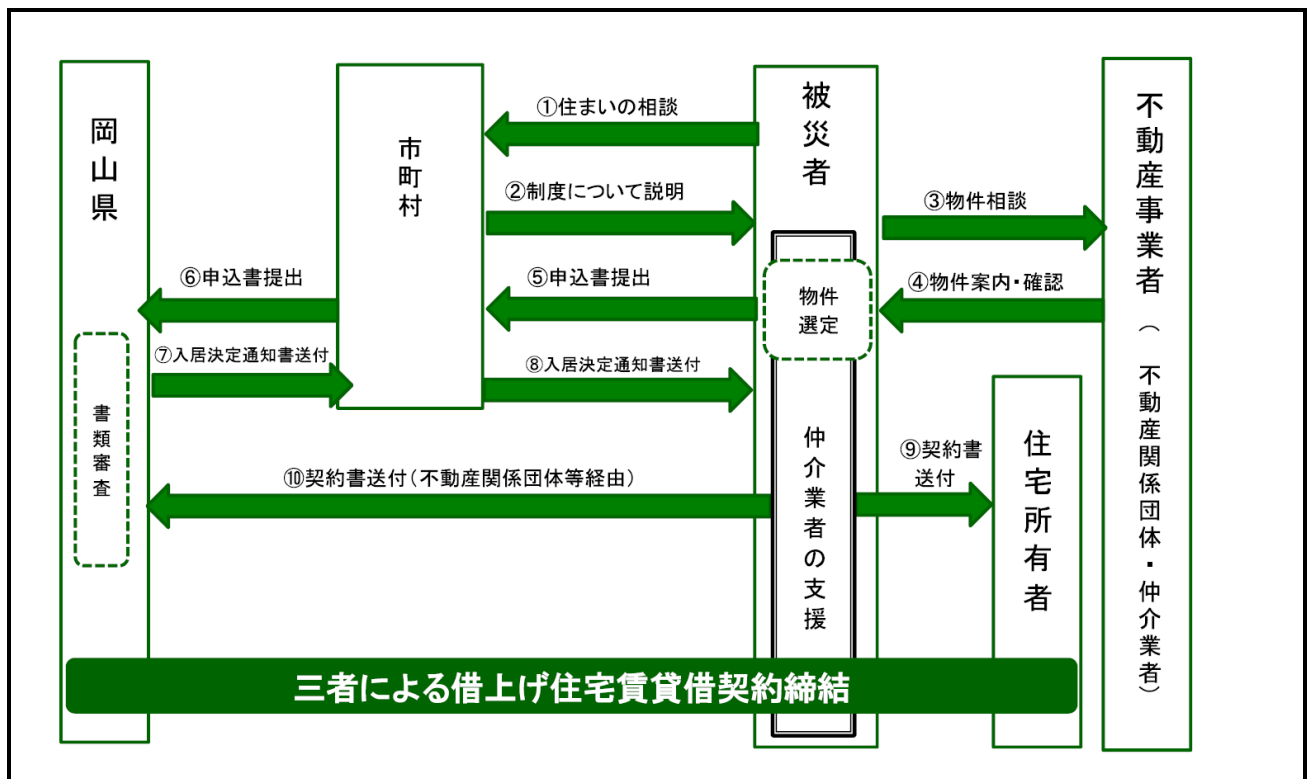 岡山県
市町村
被災者
不動産事業者（不動産関係団体・仲介業者）
①住まいの相談
②制度について説明
③物件相談
④物件案内・確認
物件
選定
⑤申込書提出
⑥申込書提出
⑦入居決定通知書送付
⑧入居決定通知書送付
書類審査
仲介業者の支援
住宅所有者
⑨契約書
送付
⑩契約書送付（不動産関係団体等経由）
三者による借上げ住宅賃貸借契約締結